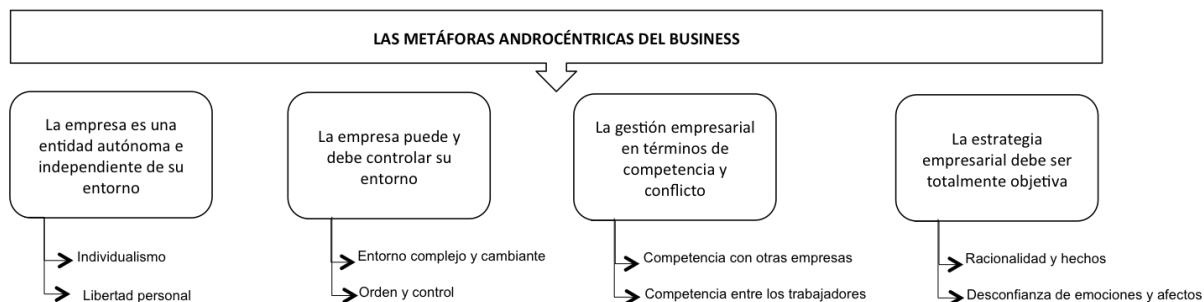 LAS METÁFORAS ANDROCÉNTRICAS DEL BUSINESS
La empresa es una
entidad autónoma e
independiente de su
entorno
Individualismo
Libertad personal
La empresa puede y
debe controlar su
entorno
Entorno complejo y cambiante
Orden y control
La gestión empresarial
en términos de
competencia y
conflicto
Competencia con otras empresas
Competencia entre los trabajadores
La estrategia
empresarial debe ser
totalmente objetiva
Racionalidad y hechos
Desconfianza de emociones y afectos